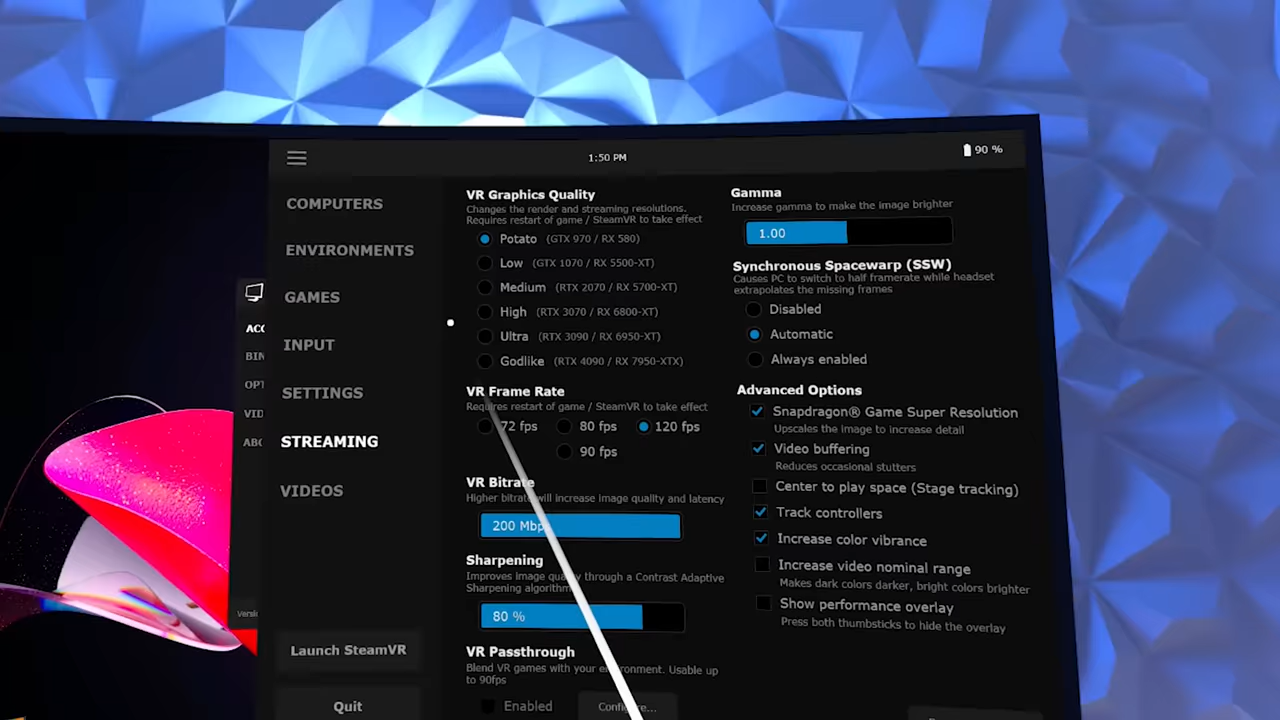 1:50 PM
90 %
COMPUTERS
ENVIRONMENTS
GAMES
INPUT
SETTINGS
STREAMING
VIDEOS
Launch SteamVR
Quit
VR Graphics Quality
Changes the render and streaming resolutions.
Requires restart of game / SteamVR to take effect
Potato (GTX 970 / RX 580)
Low (GTX 1070 / RX 5500-XT)
Medium (RTX 2070 / RX 5700-XT)
High (RTX 3070 / RX 6800-XT)
Ultra (RTX 3090 / RX 6950-XT)
Godlike (RTX 4090 / RX 7950-XTX)
VR Frame Rate
Requires restart of game / SteamVR to take effect
72 fps 80 fps 120 fps
90 fps
VR Bitrate
Higher bitrate will increase image quality and latency
200 Mbps
Sharpening
Improves image quality through a Contrast Adaptive
Sharpening algorithm
80 %
VR Passthrough
Blend VR games with your environment. Usable up
to 90fps
Enabled Configure...
Gamma
Increase gamma to make the image brighter
1.00
Synchronous Spacewarp (SSW)
Causes PC to switch to half framerate while headset
extrapolates the missing frames
Disabled
Automatic
Always enabled
Advanced Options
Snapdragon® Game Super Resolution
Upscales the image to increase detail
Video buffering
Reduces occasional stutters
Center to play space (Stage tracking)
Track controllers
Increase color vibrance
Increase video nominal range
Makes dark colors darker, bright colors brighter
Show performance overlay
Press both thumbsticks to hide the overlay